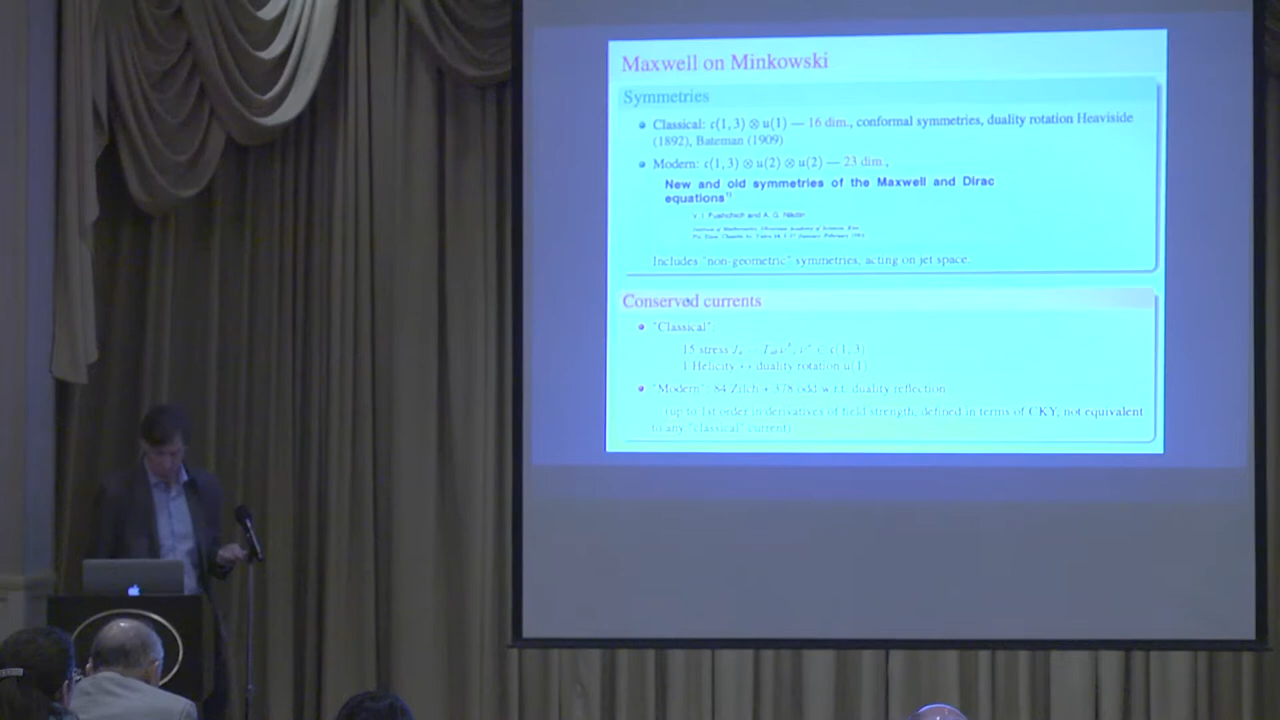 Maxwell on Minkowski
Symmetries
Classical: c(1, 3) ⊗ u(1) — 16 dim., conformal symmetries, duality rotation Heaviside
(1892), Bateman (1909)
Modern: c(1, 3) ⊗ u(2) ⊗ u(2) — 23 dim.,
New and old symmetries of the Maxwell and Dirac
equations
and A. G. Nikitin
Includes "non-geometric" symmetries, acting on jet space.
Conserved currents
"Classical"
15 stress
1 Helicity ↔ duality rotation u(1)
"Modern": 84 Zilch + 378 odd w.r.t. duality reflection
(up to 1st order in derivatives of field strength, defined in terms of CKY, not equivalent
to any "classical" current)